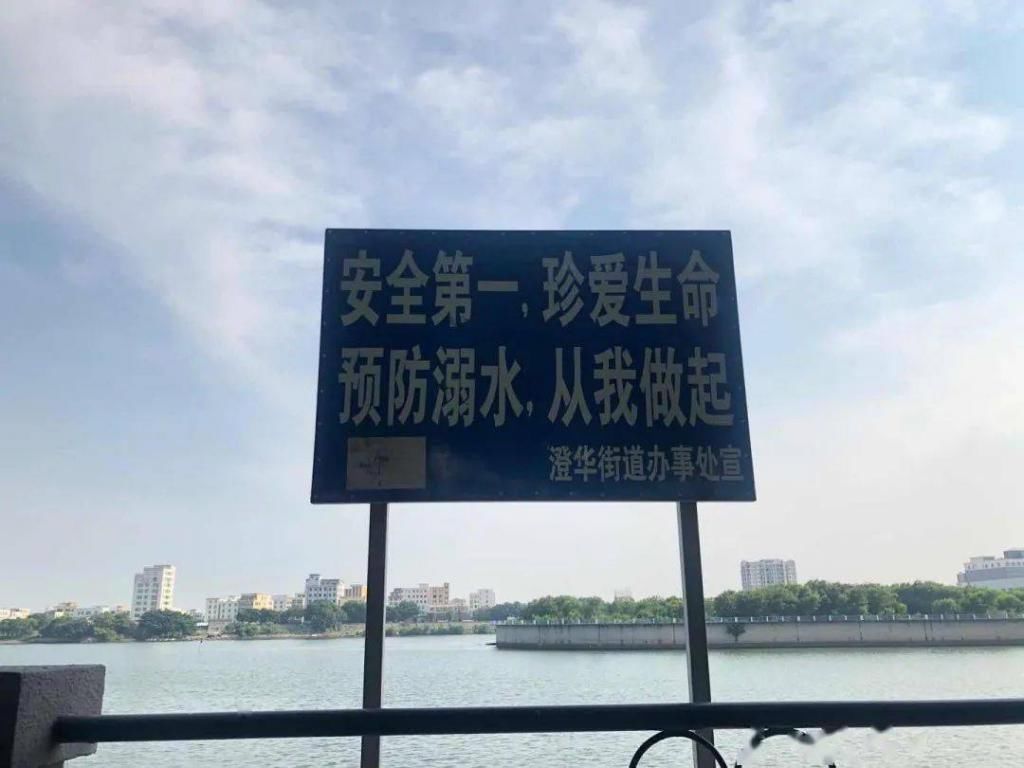 安全第一,珍爱生命
预防溺水,从我做起
澄华街道办事处宣